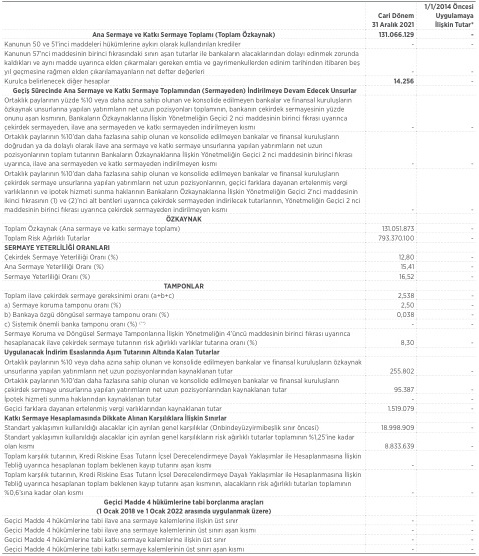 1/1/2014 Öncesi
Cari Dönem Uygulamaya
31 Aralık 2021 İlişkin Tutar*
Ana Sermaye ve Katkı Sermaye Toplamı (Toplam Özkaynak) 131.066.129 -
Kanunun 50 ve 51'inci maddeleri hükümlerine aykırı olarak kullandırılan krediler - -
Kanunun 57'nci maddesinin birinci fıkrasındaki sınırı aşan tutarlar ile bankaların alacaklarından dolayı edinmek zorunda
kaldıkları ve aynı madde uyarınca elden çıkarmaları gereken emtia ve gayrimenkullerden edinim tarihinden itibaren beş
yıl geçmesine rağmen elden çıkarılamayanların net defter değerleri - -
Kurulca belirlenecek diğer hesaplar 14.256 -
Geçiş Sürecinde Ana Sermaye ve Katkı Sermaye Toplamından (Sermayeden) İndirilmeye Devam Edecek Unsurlar
Ortaklık paylarının yüzde 10 veya daha azına sahip olunan ve konsolide edilmeyen bankalar ve finansal kuruluşların
özkaynak unsurlarına yapılan yatırımların net uzun pozisyonları toplamının, bankanın çekirdek sermayesinin yüzde
onunu aşan kısmının, Bankaların Özkaynaklarına İlişkin Yönetmeliğin Geçici 2 nci maddesinin birinci fıkrası uyarınca
çekirdek sermayeden, ilave ana sermayeden ve katkı sermayeden indirilmeyen kısmı - -
Ortaklık paylarının %10'dan daha fazlasına sahip olunan ve konsolide edilmeyen bankalar ve finansal kuruluşların
doğrudan ya da dolaylı olarak ilave ana sermaye ve katkı sermaye unsurlarına yapılan yatırımların net uzun
pozisyonlarının toplam tutarının Bankaların Özkaynaklarına İlişkin Yönetmeliğin Geçici 2 nci maddesinin birinci fıkrası
uyarınca, ilave ana sermayeden ve katkı sermayeden indirilmeyen kısmı - -
Ortaklık paylarının %10'dan daha fazlasına sahip olunan ve konsolide edilmeyen bankalar ve finansal kuruluşların
çekirdek sermaye unsurlarına yapılan yatırımların net uzun pozisyonlarının, geçici farklara dayanan ertelenmiş vergi
varlıklarının ve ipotek hizmeti sunma haklarının Bankaların Özkaynaklarına İlişkin Yönetmeliğin Geçici 2'nci maddesinin
ikinci fıkrasının (1) ve (2)'nci alt bentleri uyarınca çekirdek sermayeden indirilecek tutarlarının, Yönetmeliğin Geçici 2 nci
maddesinin birinci fıkrası uyarınca çekirdek sermayeden indirilmeyen kısmı - -
ÖZKAYNAK
Toplam Özkaynak (Ana sermaye ve katkı sermaye toplamı) 131.051.873 -
Toplam Risk Ağırlıklı Tutarlar 793.370.100 -
SERMAYE YETERLİLİĞİ ORANLARI
Çekirdek Sermaye Yeterliliği Oranı (%) 12,80 -
Ana Sermaye Yeterliliği Oranı (%) 15,41 -
Sermaye Yeterliliği Oranı (%) 16,52 -
TAMPONLAR
Toplam ilave çekirdek sermaye gereksinimi oranı (a+b+c) 2,538 -
a) Sermaye koruma tamponu oranı (%) 2,50 -
b) Bankaya özgü döngüsel sermaye tamponu oranı (%) 0,038 -
c) Sistemik önemli banka tamponu oranı (%) (**) - -
Sermaye Koruma ve Döngüsel Sermaye Tamponlarına İlişkin Yönetmeliğin 4'üncü maddesinin birinci fıkrası uyarınca
hesaplanacak ilave çekirdek sermaye tutarının risk ağırlıklı varlıklar tutarına oranı (%) 8,30 -
Uygulanacak İndirim Esaslarında Aşım Tutarının Altında Kalan Tutarlar
Ortaklık paylarının %10 veya daha azına sahip olunan ve konsolide edilmeyen bankalar ve finansal kuruluşların özkaynak
unsurlarına yapılan yatırımların net uzun pozisyonlarından kaynaklanan tutar 255.802 -
Ortaklık paylarının %10'dan daha fazlasına sahip olunan ve konsolide edilmeyen bankalar ve finansal kuruluşların
çekirdek sermaye unsurlarına yapılan yatırımların net uzun pozisyonlarından kaynaklanan tutar 95.387 -
İpotek hizmeti sunma haklarından kaynaklanan tutar - -
Geçici farklara dayanan ertelenmiş vergi varlıklarından kaynaklanan tutar 1.519.079 -
Katkı Sermaye Hesaplamasında Dikkate Alınan Karşılıklara İlişkin Sınırlar
Standart yaklaşımın kullanıldığı alacaklar için ayrılan genel karşılıklar (Onbindeyüzyirmibeşlik sınır öncesi) 18.998.909 -
Standart yaklaşımın kullanıldığı alacaklar için ayrılan genel karşılıkların risk ağırlıklı tutarlar toplamının %1,25'ine kadar
olan kısmı 8.833.639 -
Toplam karşılık tutarının, Kredi Riskine Esas Tutarın İçsel Derecelendirmeye Dayalı Yaklaşımlar ile Hesaplanmasına İlişkin
Tebliğ uyarınca hesaplanan toplam beklenen kayıp tutarını aşan kısmı - -
Toplam karşılık tutarının, Kredi Riskine Esas Tutarın İçsel Derecelendirmeye Dayalı Yaklaşımlar ile Hesaplanmasına İlişkin
Tebliğ uyarınca hesaplanan toplam beklenen kayıp tutarını aşan kısmının, alacakların risk ağırlıklı tutarları toplamının
%0,6'sına kadar olan kısmı - -
Geçici Madde 4 hükümlerine tabi borçlanma araçları
(1 Ocak 2018 ve 1 Ocak 2022 arasında uygulanmak üzere)
Geçici Madde 4 hükümlerine tabi ilave ana sermaye kalemlerine ilişkin üst sınır - -
Geçici Madde 4 hükümlerine tabi ilave ana sermaye kalemlerinin üst sınırı aşan kısmı - -
Geçici Madde 4 hükümlerine tabi katkı sermaye kalemlerine ilişkin üst sınır - -
Geçici Madde 4 hükümlerine tabi katkı sermaye kalemlerinin üst sınırı aşan kısmı - -